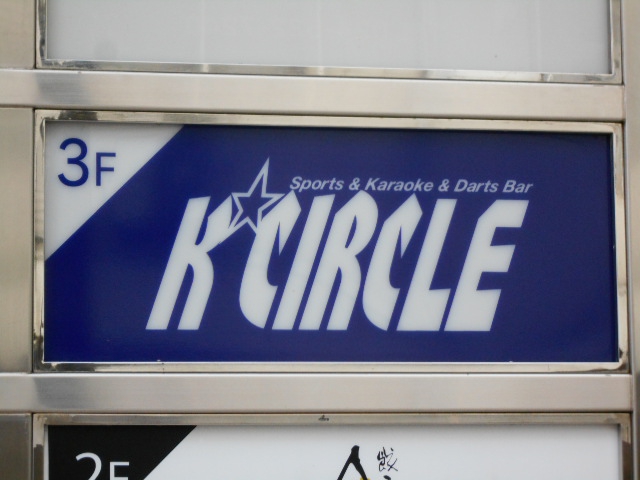 3F
Sports & Karaoke & Darts Bar
K☆CIRCLE
2F